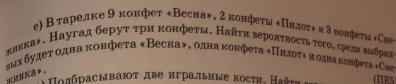 е) В тарелке 9 конфет «Весна», 2 конфеты «Пилот» и 3 конфеты «Сне-
жинка». Наугад берут три конфеты. Найти вероятность того, среди выбран-
ных будет одна конфета «Весна», одна конфета «Пилот» и одна конфета «Сне-
жинка».
Подбрасывают две игральные кости. Найти